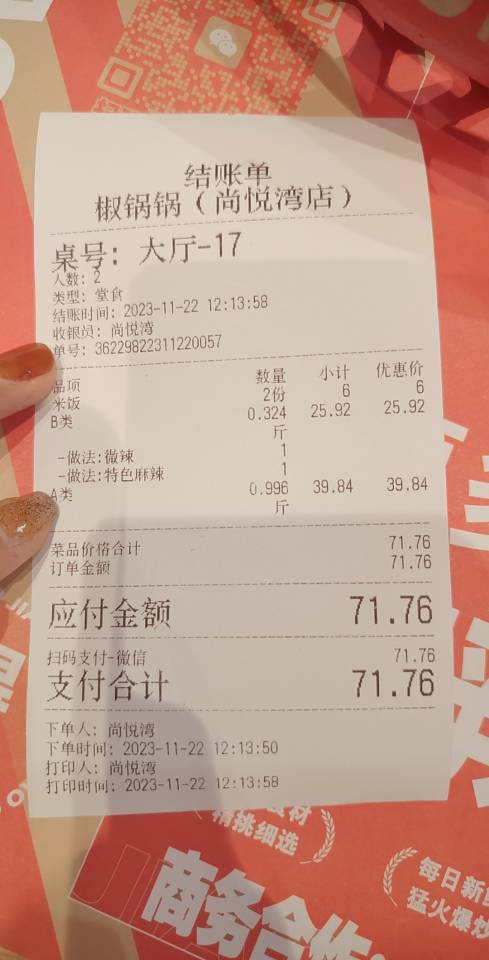 结账单
椒锅锅（尚悦湾店）
桌号：大厅-17
人数：2
类型：堂食
结账时间：2023-11-22 12:13:58
收银员：尚悦湾
单号：36229822311220057
品项 数量 小计 优惠价
米饭 2份 6 6
B类 0.324 25.92 25.92
斤
-做法:微辣 1
-做法:特色麻辣 1
A类 0.996 39.84 39.84
斤
菜品价格合计 71.76
订单金额 71.76
应付金额 71.76
扫码支付-微信 71.76
支付合计 71.76
下单人：尚悦湾
下单时间：2023-11-22 12:13:50
打印人：尚悦湾
打印时间：2023-11-22 12:13:58
精挑细选
每日新
猛火爆炒
商务合作: